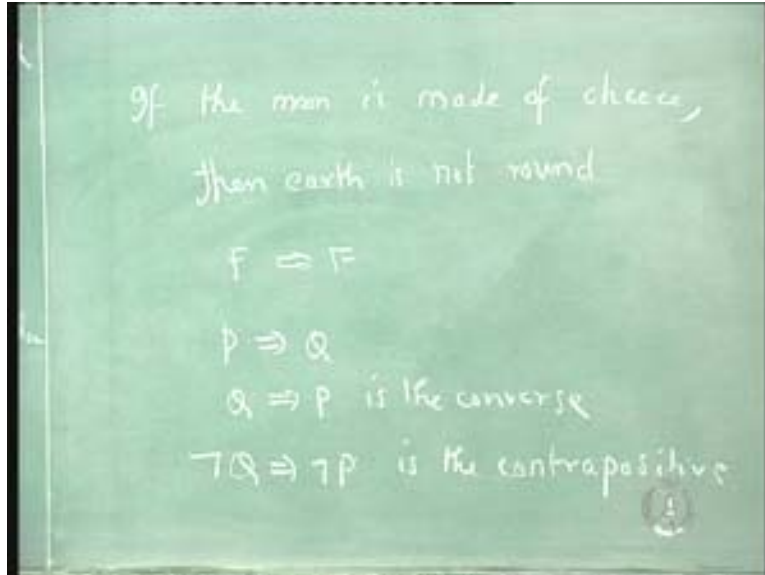 If the moon is made of cheese,
then earth is not round
F ⇒ F
P ⇒ Q
Q ⇒ P is the converse
¬Q ⇒ ¬P is the contrapositive